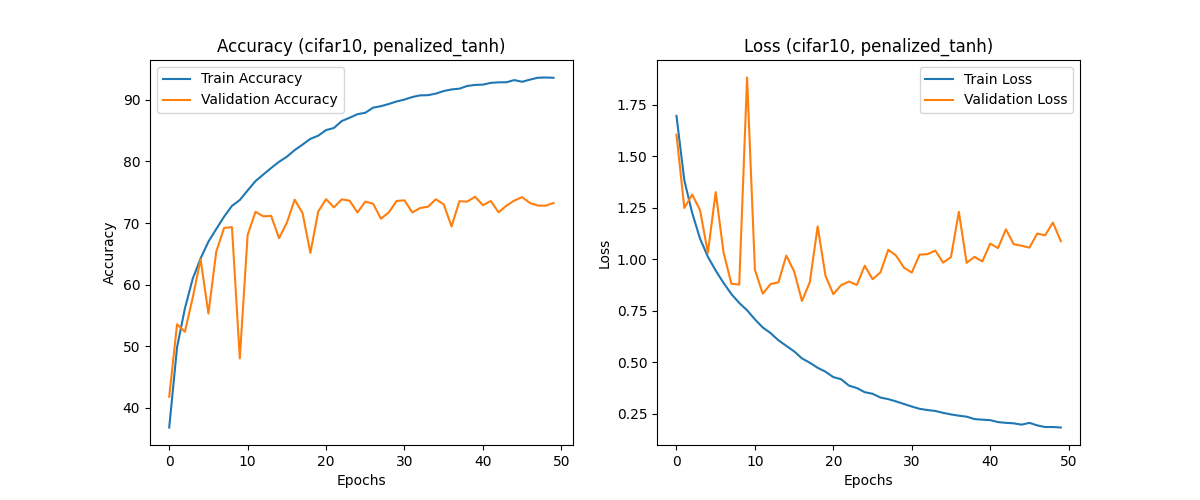 Accuracy (cifar10, penalized_tanh)
Train Accuracy
Validation Accuracy
90
80
70
60
50
40
Accuracy
0 10 20 30 40 50
Epochs
Loss (cifar10, penalized_tanh)
Train Loss
Validation Loss
1.75
1.50
1.25
1.00
0.75
0.50
0.25
Loss
0 10 20 30 40 50
Epochs